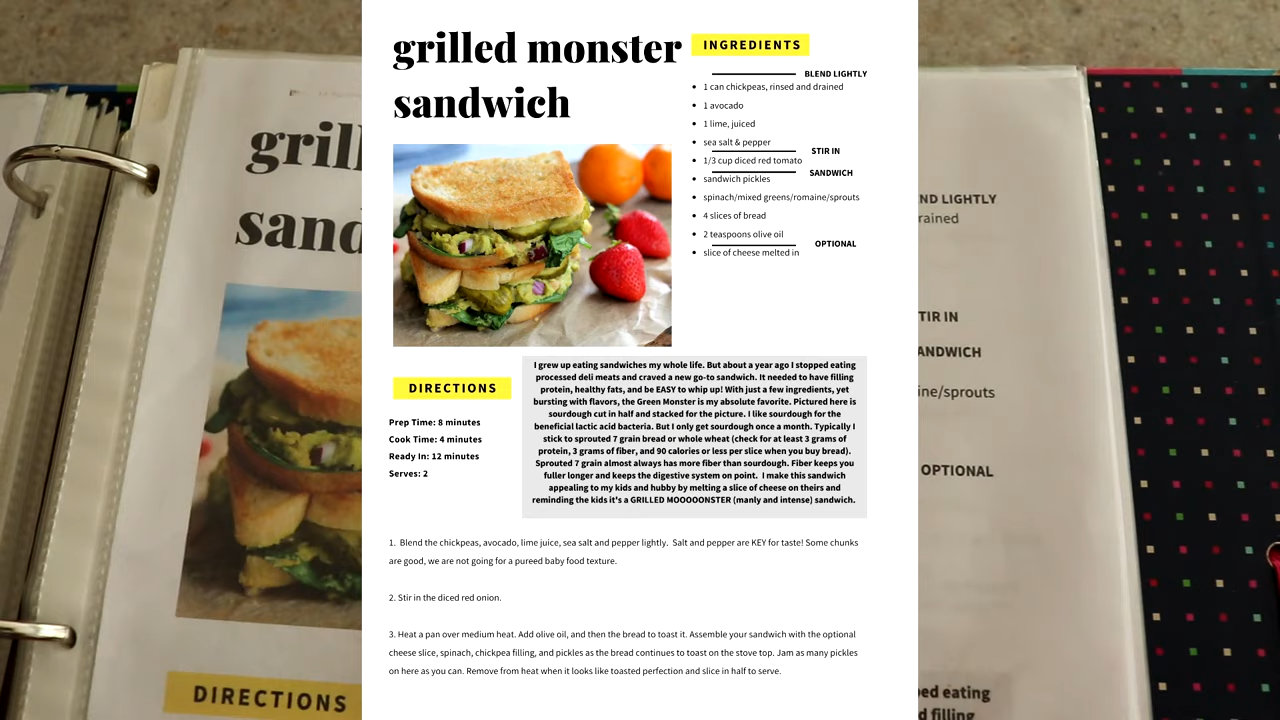 grilled monster
sandwich
INGREDIENTS
BLEND LIGHTLY
1 can chickpeas, rinsed and drained
1 avocado
1 lime, juiced
sea salt & pepper
STIR IN
1/3 cup diced red tomato
SANDWICH
sandwich pickles
spinach/mixed greens/romaine/sprouts
4 slices of bread
2 teaspoons olive oil
OPTIONAL
slice of cheese melted in
DIRECTIONS
Prep Time: 8 minutes
Cook Time: 4 minutes
Ready In: 12 minutes
Serves: 2
I grew up eating sandwiches my whole life. But about a year ago I stopped eating
processed deli meats and craved a new go-to sandwich. It needed to have filling
protein, healthy fats, and be EASY to whip up! With just a few ingredients, yet
bursting with flavors, the Green Monster is my absolute favorite. Pictured here is
sourdough cut in half and stacked for the picture. I like sourdough for the
beneficial lactic acid bacteria. But I only get sourdough once a month. Typically I
stick to sprouted 7 grain bread or whole wheat (check for at least 3 grams of
protein, 3 grams of fiber, and 90 calories or less per slice when you buy bread).
Sprouted 7 grain almost always has more fiber than sourdough. Fiber keeps you
fuller longer and keeps the digestive system on point. I make this sandwich
appealing to my kids and hubby by melting a slice of cheese on theirs and
reminding the kids it's a GRILLED MOOOOONSTER (manly and intense) sandwich.
1. Blend the chickpeas, avocado, lime juice, sea salt and pepper lightly. Salt and pepper are KEY for taste! Some chunks
are good, we are not going for a pureed baby food texture.
2. Stir in the diced red onion.
3. Heat a pan over medium heat. Add olive oil, and then the bread to toast it. Assemble your sandwich with the optional
cheese slice, spinach, chickpea filling, and pickles as the bread continues to toast on the stove top. Jam as many pickles
on here as you can. Remove from heat when it looks like toasted perfection and slice in half to serve.
grill
sand
DIRECTIONS
ND LIGHTLY
rained
TIR IN
ANDWICH
ine/sprouts
OPTIONAL
ped eating
d filling